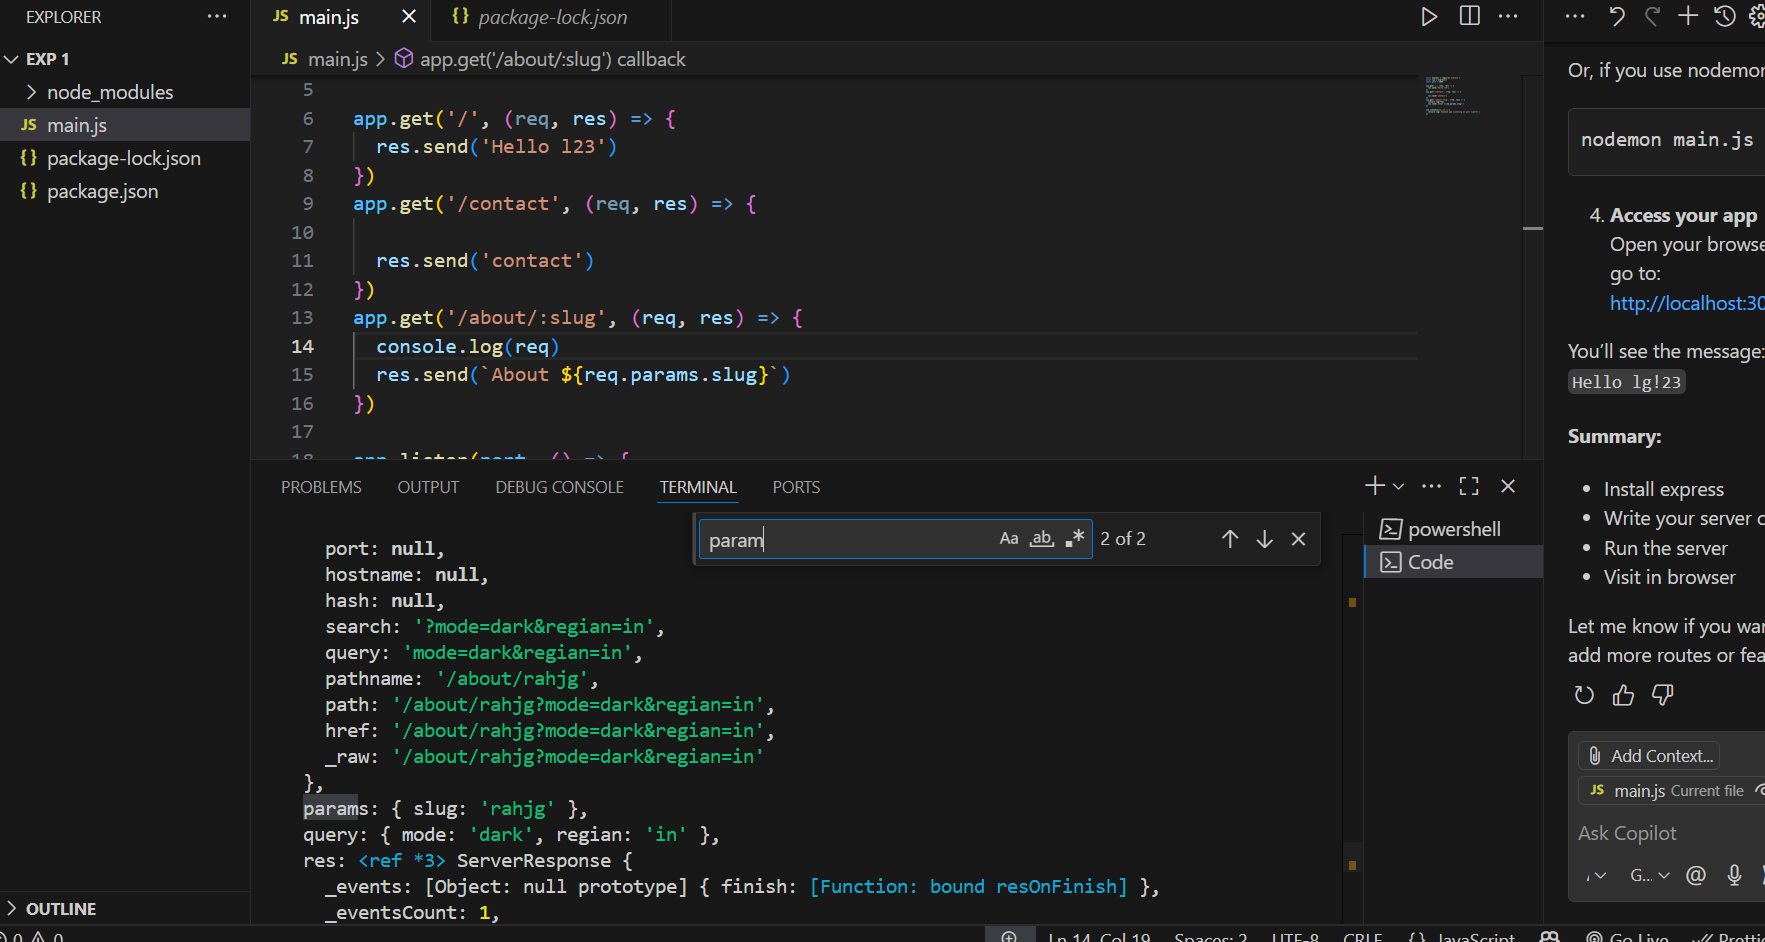 EXPLORER
EXP 1
node_modules
JS main.js
{} package-lock.json
{} package.json
OUTLINE
JS main.js
{} package-lock.json
JS main.js > app.get('/about/:slug') callback
5
6 app.get('/', (req, res) => {
7 res.send('Hello l23')
8 })
9 app.get('/contact', (req, res) => {
10
11 res.send('contact')
12 })
13 app.get('/about/:slug', (req, res) => {
14 console.log(req)
15 res.send(`About ${req.params.slug}`)
16 })
17
18 app.listen(port, () => {
PROBLEMS OUTPUT DEBUG CONSOLE TERMINAL PORTS
param Aa ab .* 2 of 2
powershell
Code
port: null,
hostname: null,
hash: null,
search: '?mode=dark&regian=in',
query: 'mode=dark&regian=in',
pathname: '/about/rahjg',
path: '/about/rahjg?mode=dark&regian=in',
href: '/about/rahjg?mode=dark&regian=in',
_raw: '/about/rahjg?mode=dark&regian=in'
},
params: { slug: 'rahjg' },
query: { mode: 'dark', regian: 'in' },
res: <ref *3> ServerResponse {
_events: [Object: null prototype] { finish: [Function: bound resOnFinish] },
_eventsCount: 1,
Or, if you use nodemon
nodemon main.js
4. Access your app
Open your browse
go to:
http://localhost:30
You'll see the message:
Hello lg!23
Summary:
• Install express
• Write your server c
• Run the server
• Visit in browser
Let me know if you wan
add more routes or fea
Add Context...
JS main.js Current file
Ask Copilot
G...
0 0
Ln 14, Col 19 Spaces: 2 UTF-8 CRLF {} JavaScript Go Live Prettie